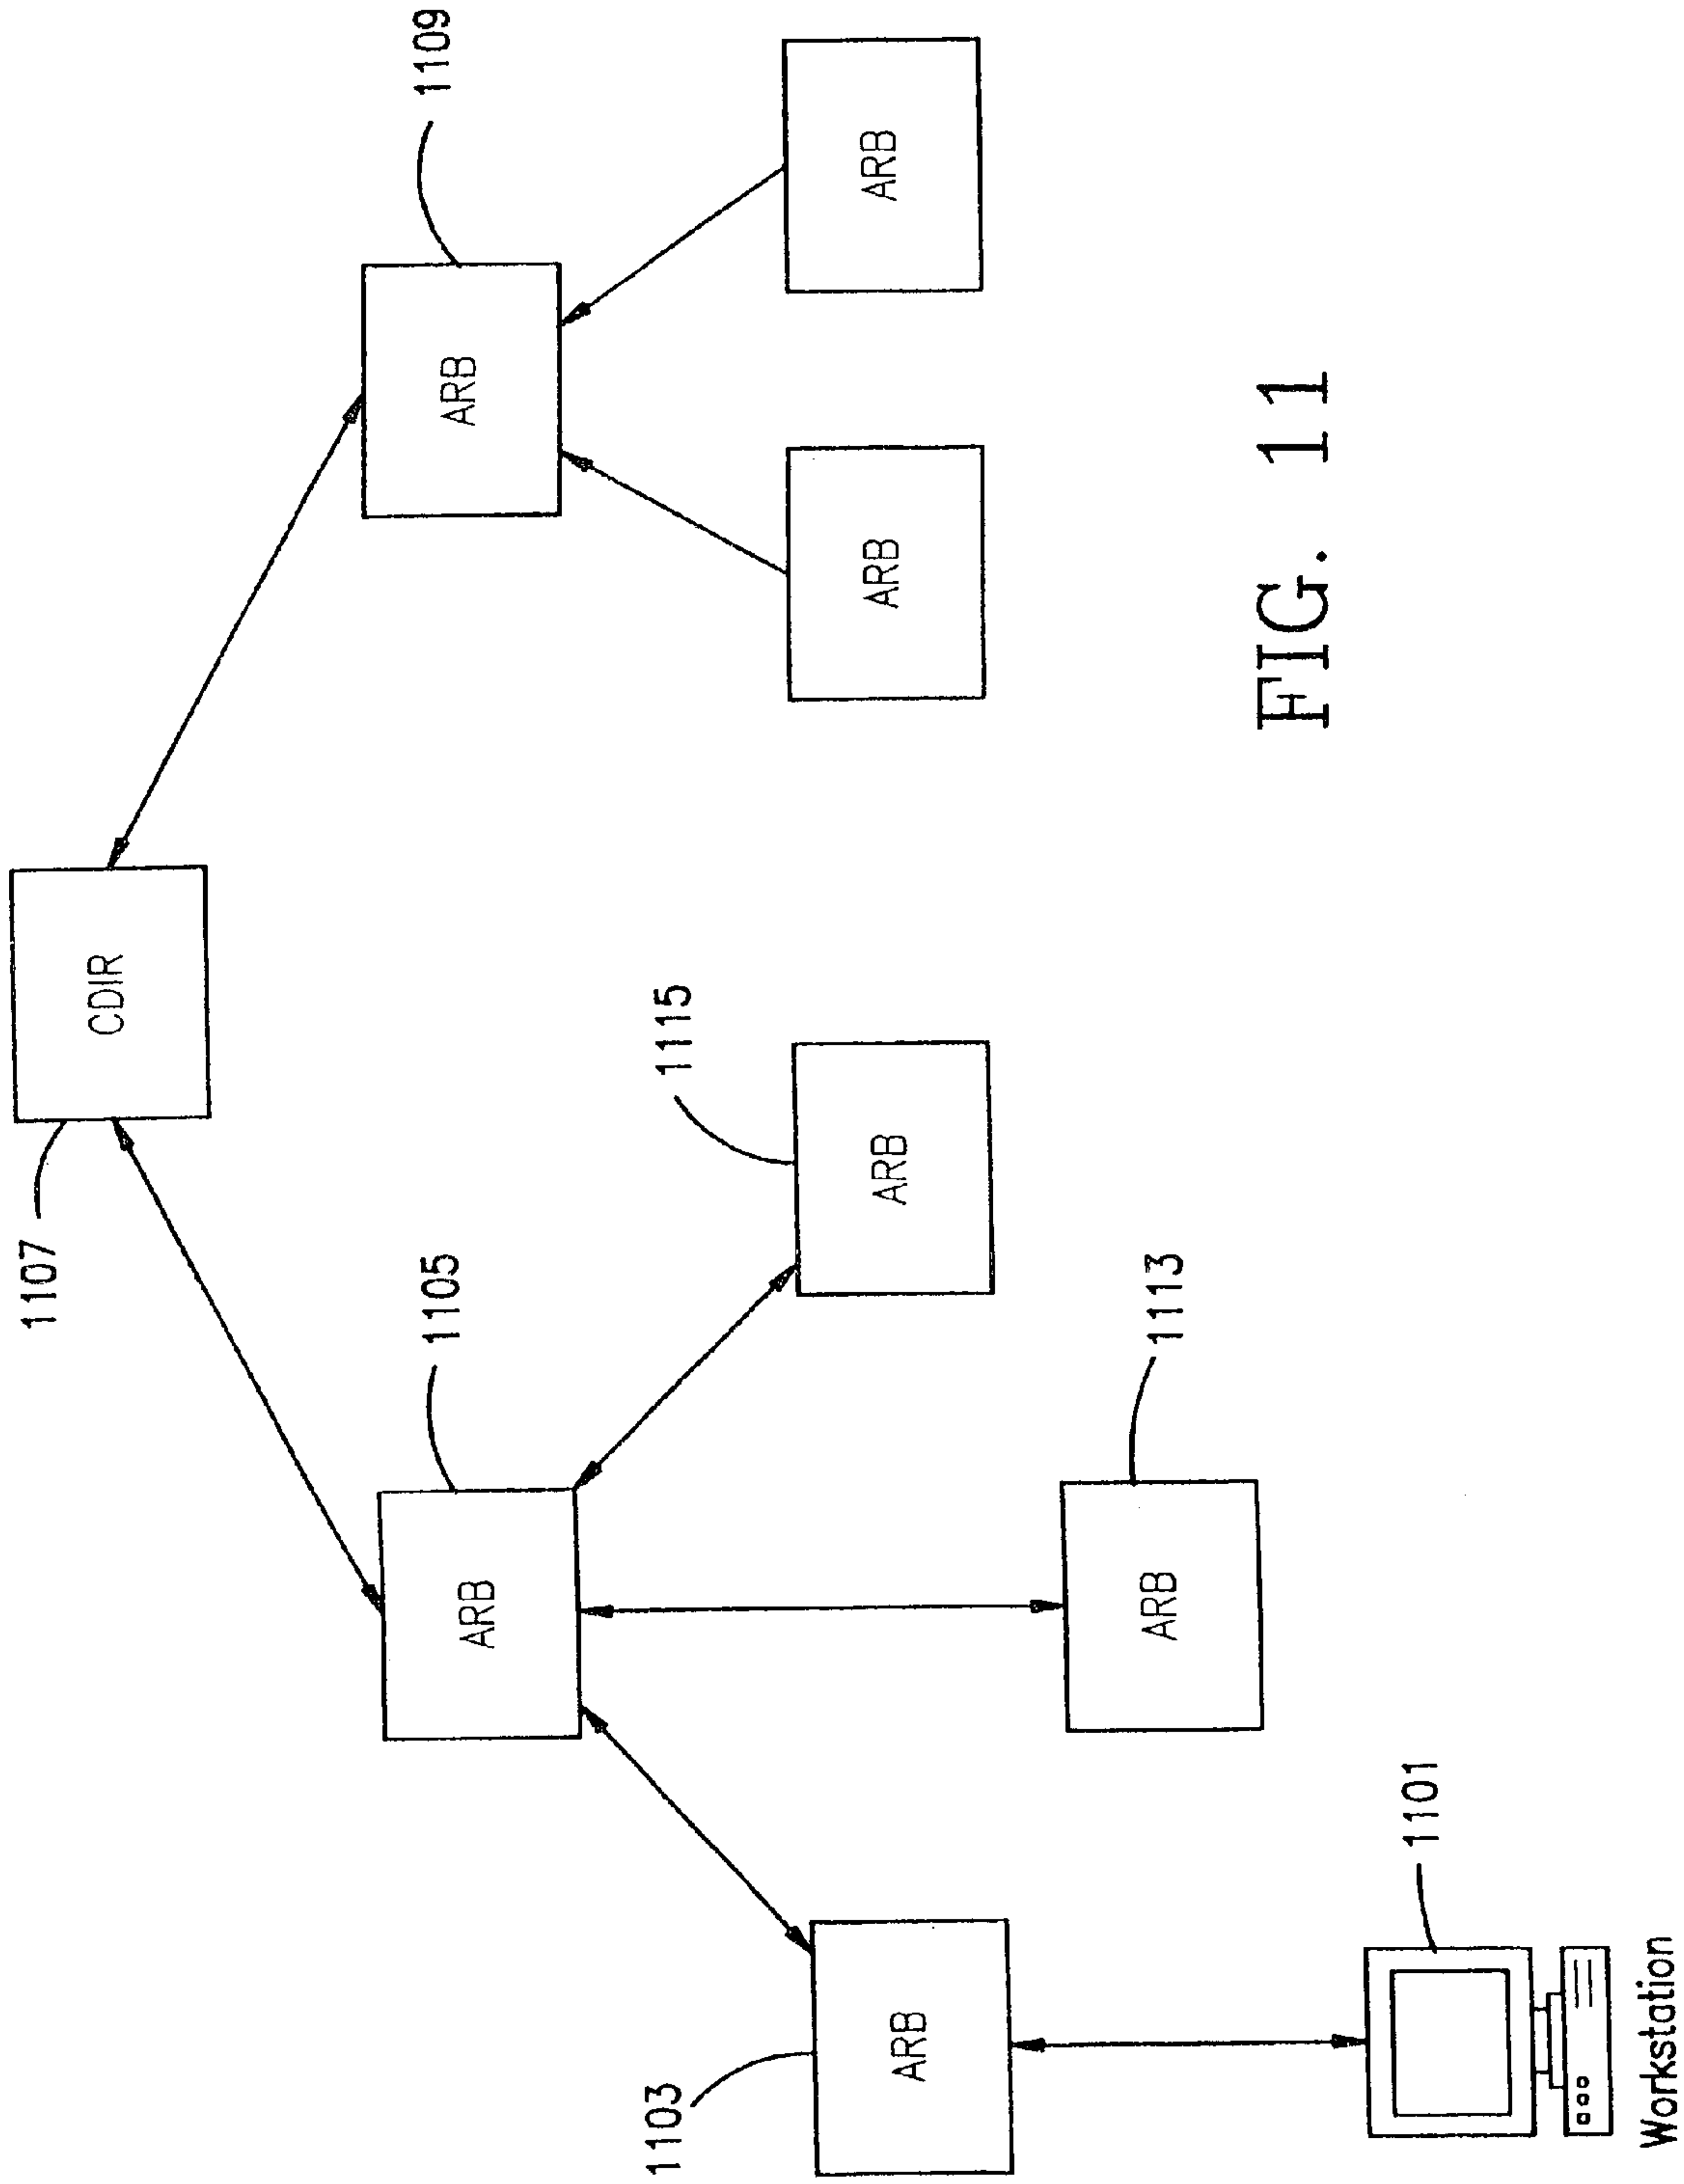 1107
CDIR
1105
ARB
1109
ARB
1103
ARB
1115
ARB
ARB
ARB
1113
ARB
1101
Workstation
FIG. 11